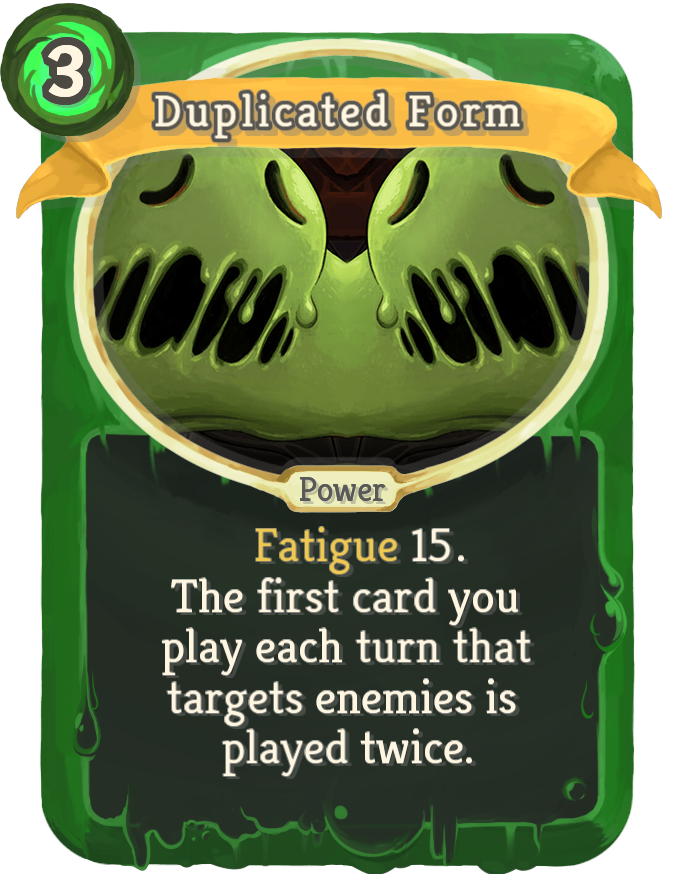 3
Duplicated Form
Power
Fatigue 15.
The first card you
play each turn that
targets enemies is
played twice.